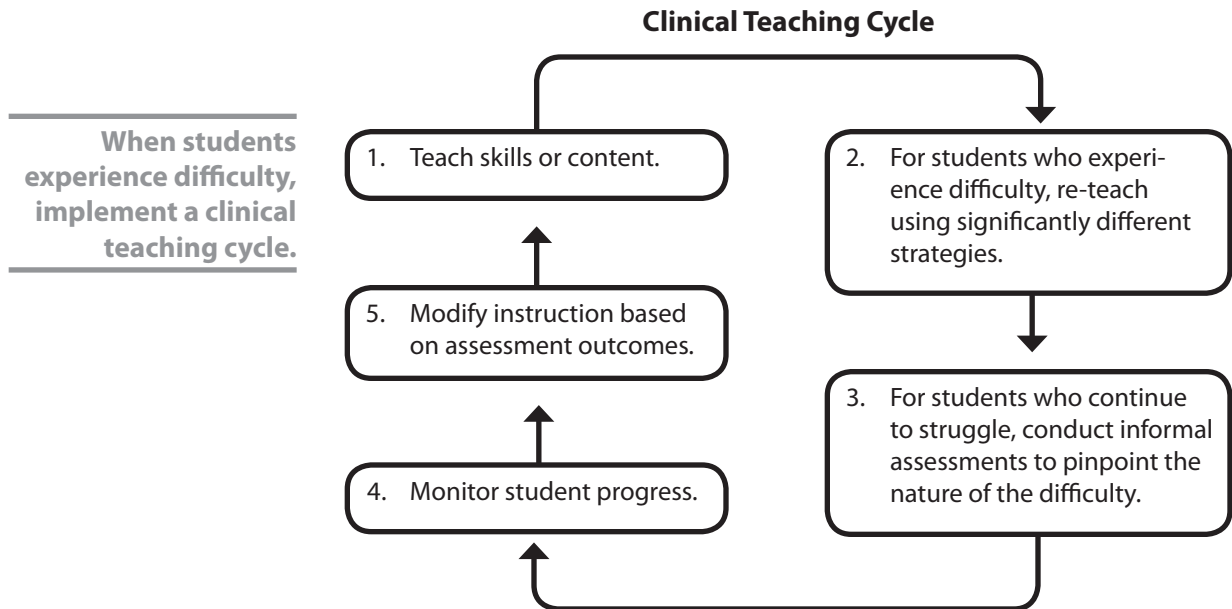 Clinical Teaching Cycle
When students
experience difficulty,
implement a clinical
teaching cycle.
1. Teach skills or content.
2. For students who experi-
ence difficulty, re-teach
using significantly different
strategies.
3. For students who continue
to struggle, conduct informal
assessments to pinpoint the
nature of the difficulty.
4. Monitor student progress.
5. Modify instruction based
on assessment outcomes.